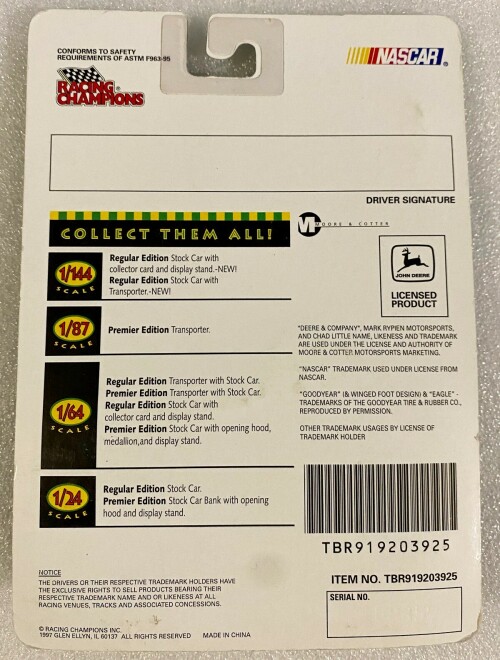 CONFORMS TO SAFETY
REQUIREMENTS OF ASTM F963-95
RACING
CHAMPIONS
NASCAR
DRIVER SIGNATURE
COLLECT THEM ALL!
1/144
SCALE
Regular Edition Stock Car with
collector card and display stand.-NEW!
Regular Edition Stock Car with
Transporter.-NEW!
1/87
SCALE
Premier Edition Transporter.
1/64
SCALE
Regular Edition Transporter with Stock Car.
Premier Edition Transporter with Stock Car.
Regular Edition Stock Car with
collector card and display stand.
Premier Edition Stock Car with opening hood,
medallion,and display stand.
1/24
SCALE
Regular Edition Stock Car.
Premier Edition Stock Car Bank with opening
hood and display stand.
MOORE & COTTER
JOHN DEERE
LICENSED
PRODUCT
"DEERE & COMPANY", MARK RYPIEN MOTORSPORTS,
AND CHAD LITTLE NAME, LIKENESS AND TRADEMARK
ARE USED UNDER THE LICENSE AND AUTHORITY OF
MOORE & COTTER MOTORSPORTS MARKETING.
"NASCAR" TRADEMARK USED UNDER LICENSE FROM
NASCAR.
"GOODYEAR" (& WINGED FOOT DESIGN) & "EAGLE" -
TRADEMARKS OF THE GOODYEAR TIRE & RUBBER CO.,
REPRODUCED BY PERMISSION.
OTHER TRADEMARK USAGES BY LICENSE OF
TRADEMARK HOLDER
TBR919203925
ITEM NO. TBR919203925
SERIAL NO.
NOTICE
THE DRIVERS OR THEIR RESPECTIVE TRADEMARK HOLDERS HAVE
THE EXCLUSIVE RIGHTS TO SELL PRODUCTS BEARING THEIR
RESPECTIVE TRADEMARK NAME AND OR LIKENESS AT ALL
RACING VENUES, TRACKS AND ASSOCIATED CONCESSIONS.
© RACING CHAMPIONS INC.
1997 GLEN ELLYN, IL 60137 ALL RIGHTS RESERVED MADE IN CHINA